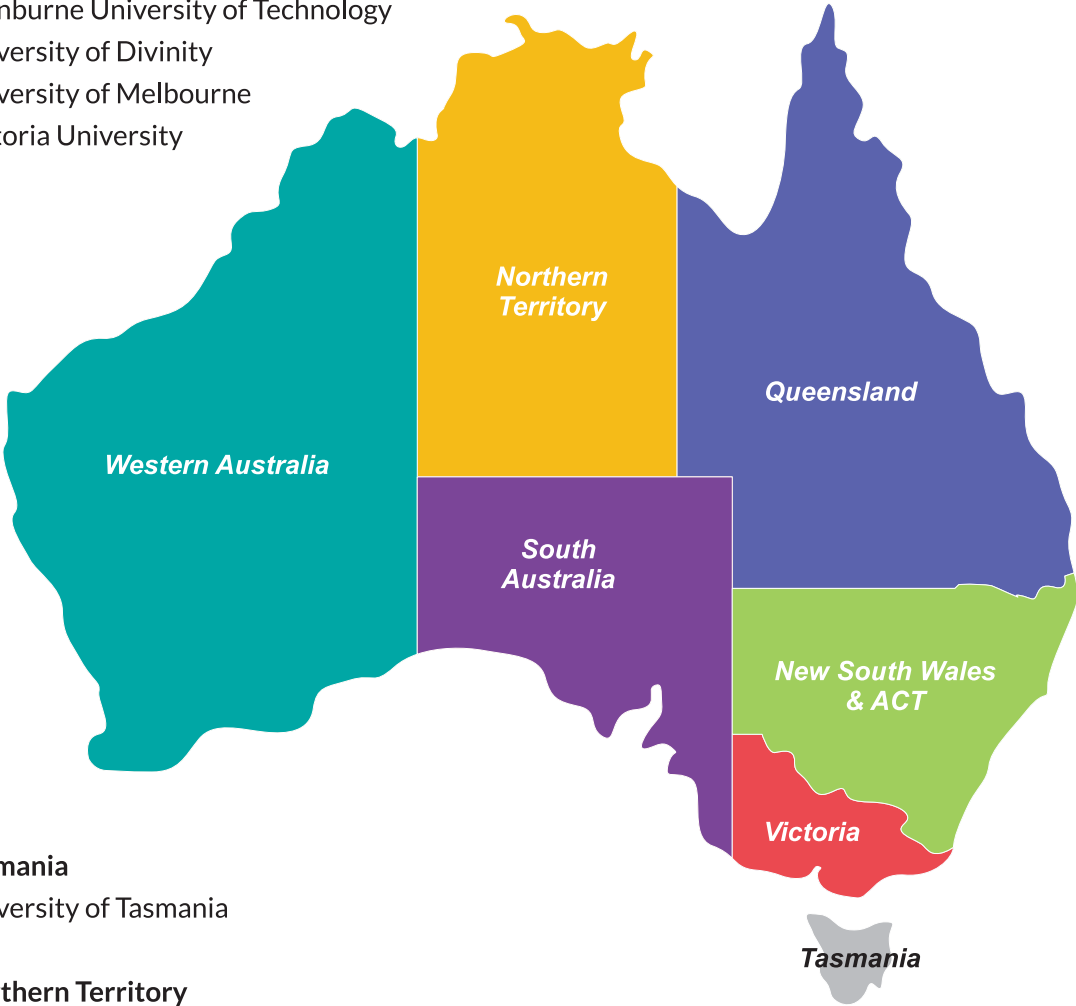 nburne University of Technology
versity of Divinity
versity of Melbourne
toria University
Northern
Territory
Queensland
Western Australia
South
Australia
New South Wales
& ACT
Victoria
mania
versity of Tasmania
Tasmania
thern Territory